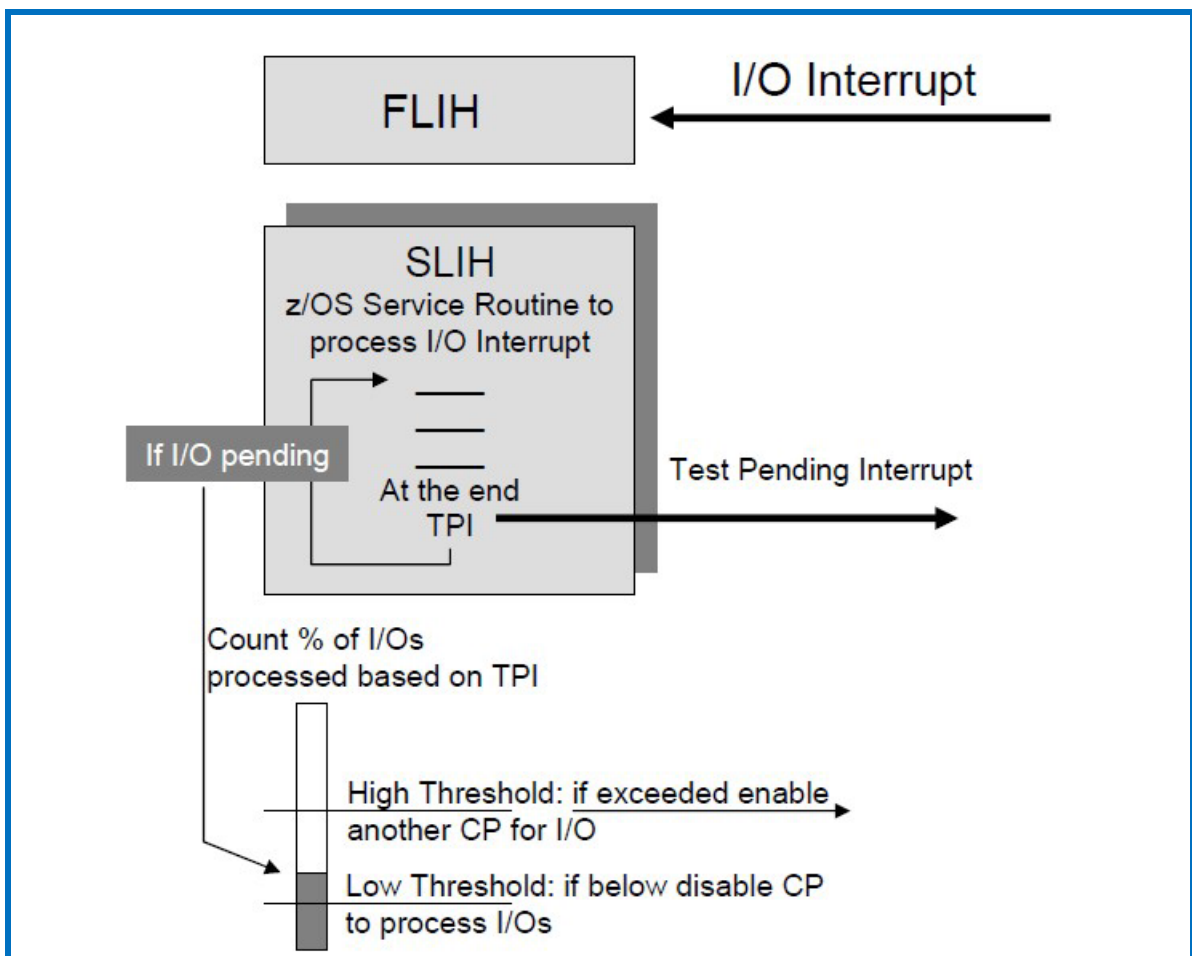 FLIH
I/O Interrupt
SLIH
z/OS Service Routine to
process I/O Interrupt
If I/O pending
At the end
TPI
Test Pending Interrupt
Count % of I/Os
processed based on TPI
High Threshold: if exceeded enable
another CP for I/O
Low Threshold: if below disable CP
to process I/Os